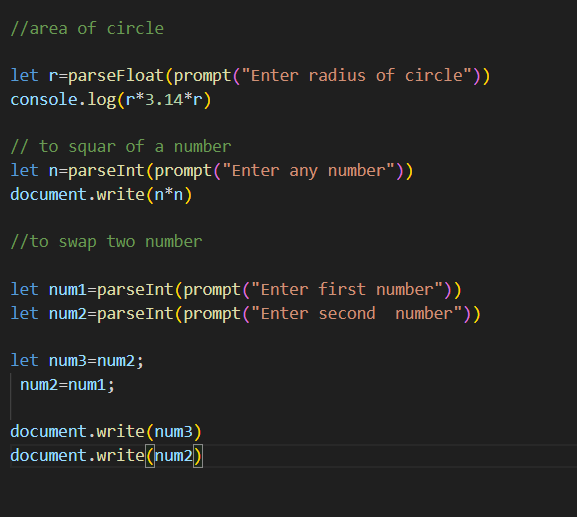 //area of circle
let r=parseFloat(prompt("Enter radius of circle"))
console.log(r*3.14*r)
// to squar of a number
let n=parseInt(prompt("Enter any number"))
document.write(n*n)
//to swap two number
let num1=parseInt(prompt("Enter first number"))
let num2=parseInt(prompt("Enter second  number"))
let num3=num2;
num2=num1;
document.write(num3)
document.write(num2)